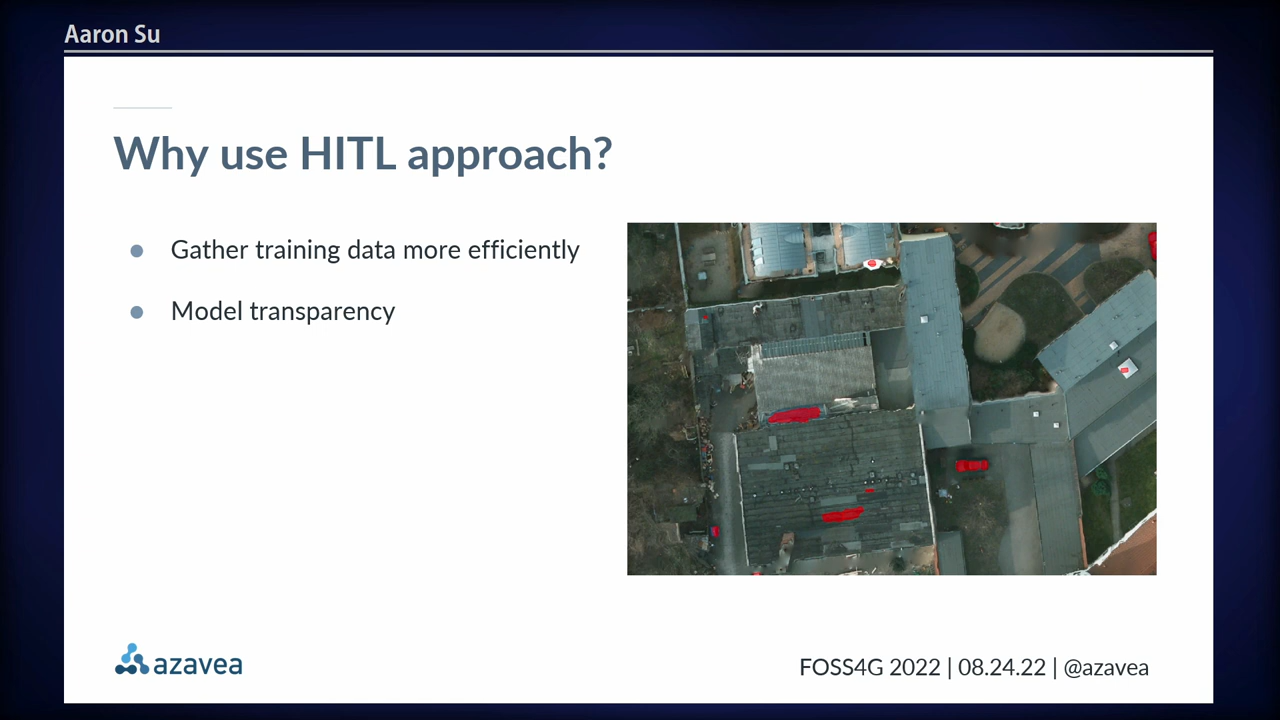 Aaron Su
Why use HITL approach?
Gather training data more efficiently
Model transparency
azavea
FOSS4G 2022 | 08.24.22 | @azavea